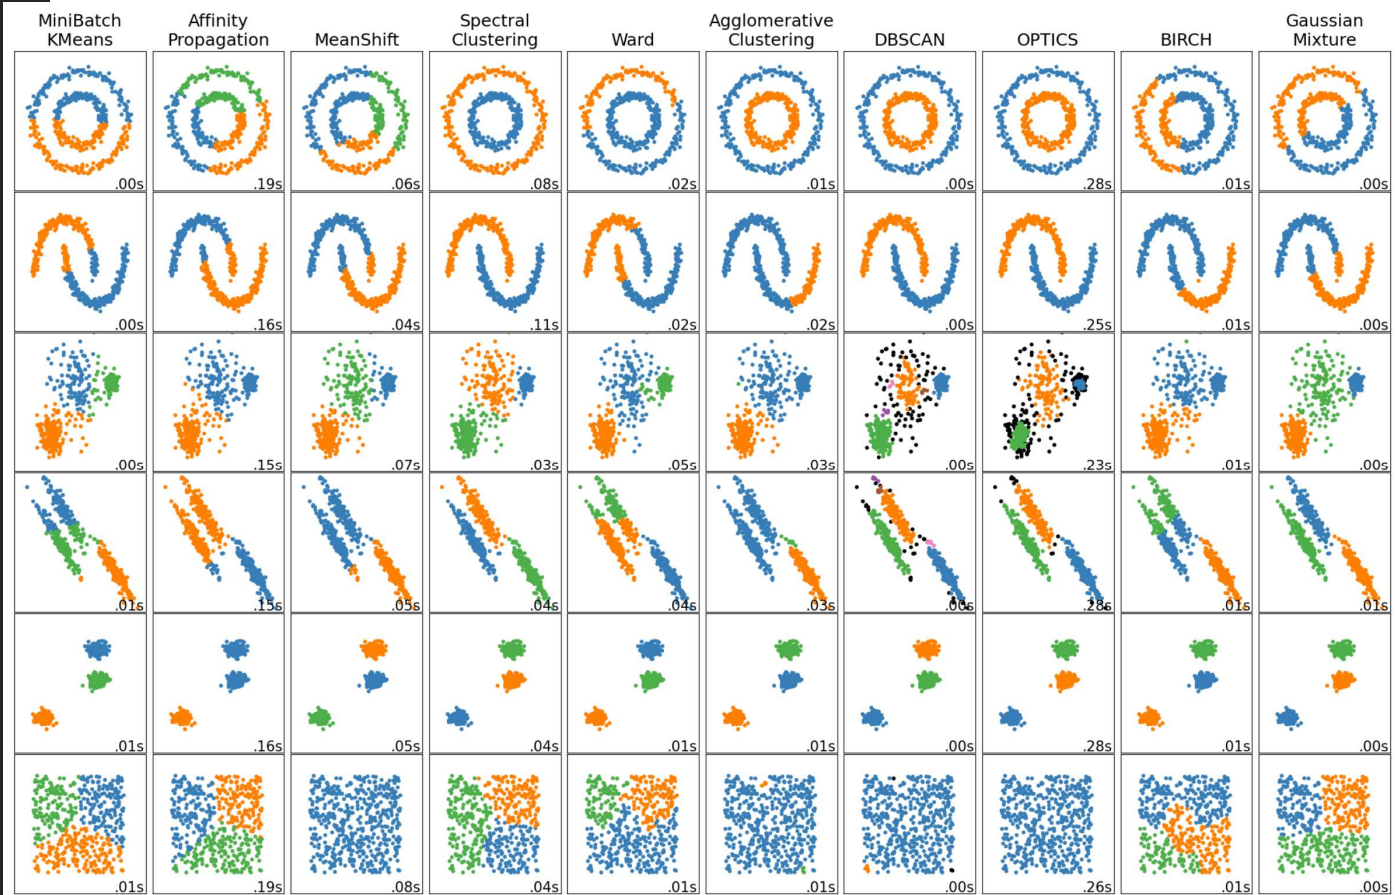 MiniBatch
KMeans
Affinity
Propagation
MeanShift
Spectral
Clustering
Ward
Agglomerative
Clustering
DBSCAN
OPTICS
BIRCH
Gaussian
Mixture
.00s .19s .06s .08s .02s .01s .00s .28s .01s .00s
.00s .16s .04s .11s .02s .02s .00s .25s .01s .00s
.00s .15s .07s .03s .05s .03s .00s .23s .01s .00s
.01s .15s .05s .04s .04s .03s .00s .28s .01s .01s
.01s .16s .05s .04s .01s .01s .00s .28s .01s .00s
.01s .19s .08s .04s .01s .01s .00s .26s .01s .00s